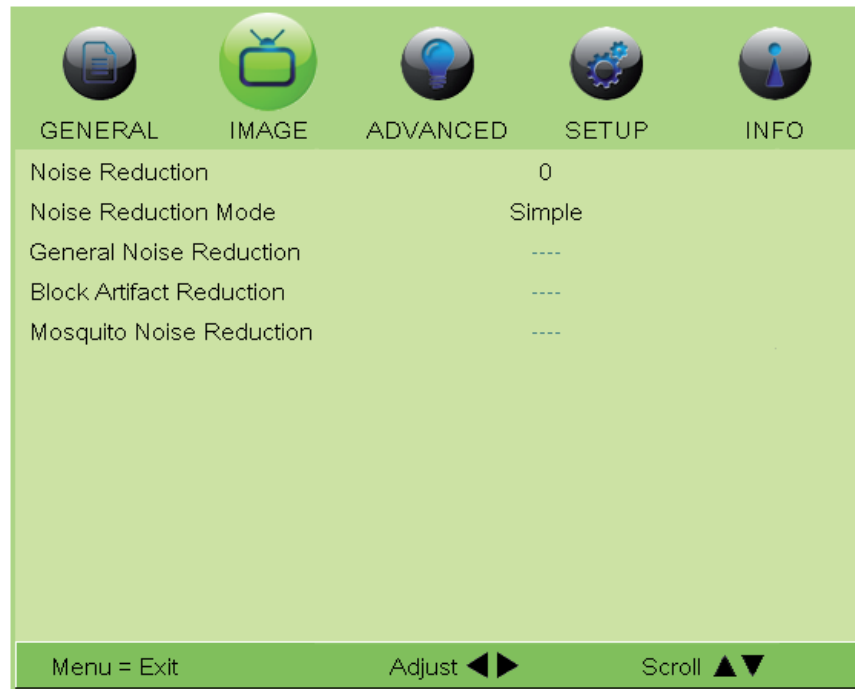 GENERAL IMAGE ADVANCED SETUP INFO
Noise Reduction 0
Noise Reduction Mode Simple
General Noise Reduction ----
Block Artifact Reduction ----
Mosquito Noise Reduction ----
Menu = Exit Adjust ◀▶ Scroll ▲▼